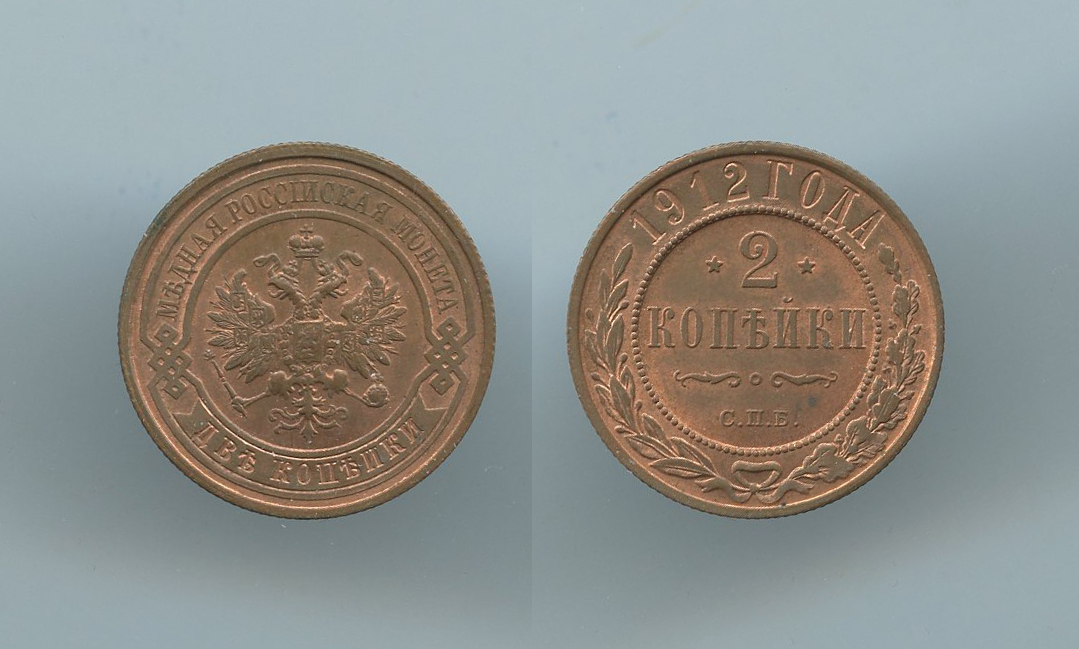 МѢДНАЯ РОССІЙСКАЯ МОНЕТА
ДВѢ КОПѢЙКИ
1912 ГОДА
2
КОПѢЙКИ
С.П.Б.